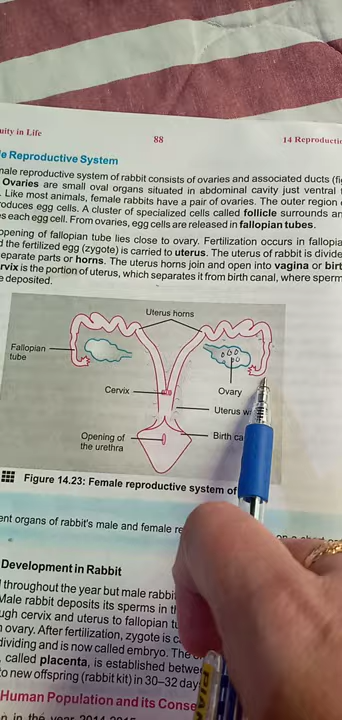 uity in Life
88
14 Reproductio
le Reproductive System
male reproductive system of rabbit consists of ovaries and associated ducts (fig
Ovaries are small oval organs situated in abdominal cavity just ventral
. Like most animals, female rabbits have a pair of ovaries. The outer region
roduces egg cells. A cluster of specialized cells called follicle surrounds an
es each egg cell. From ovaries, egg cells are released in fallopian tubes.
opening of fallopian tube lies close to ovary. Fertilization occurs in fallopia
d the fertilized egg (zygote) is carried to uterus. The uterus of rabbit is divide
eparate parts or horns. The uterus horns join and open into vagina or birt
rvix is the portion of uterus, which separates it from birth canal, where sperm
e deposited.
Uterus horns
Fallopian
tube
Cervix
Ovary
Uterus w
Opening of
the urethra
Birth ca
Figure 14.23: Female reproductive system of
ent organs of rabbit's male and female re
Development in Rabbit
throughout the year but male rabbi
Male rabbit deposits its sperms in th
ugh cervix and uterus to fallopian tu
n ovary. After fertilization, zygote is c
dividing and is now called embryo. The
, called placenta, is established betwe
to new offspring (rabbit kit) in 30–32 day
Human Population and its Conse
n in the year 2014-2015